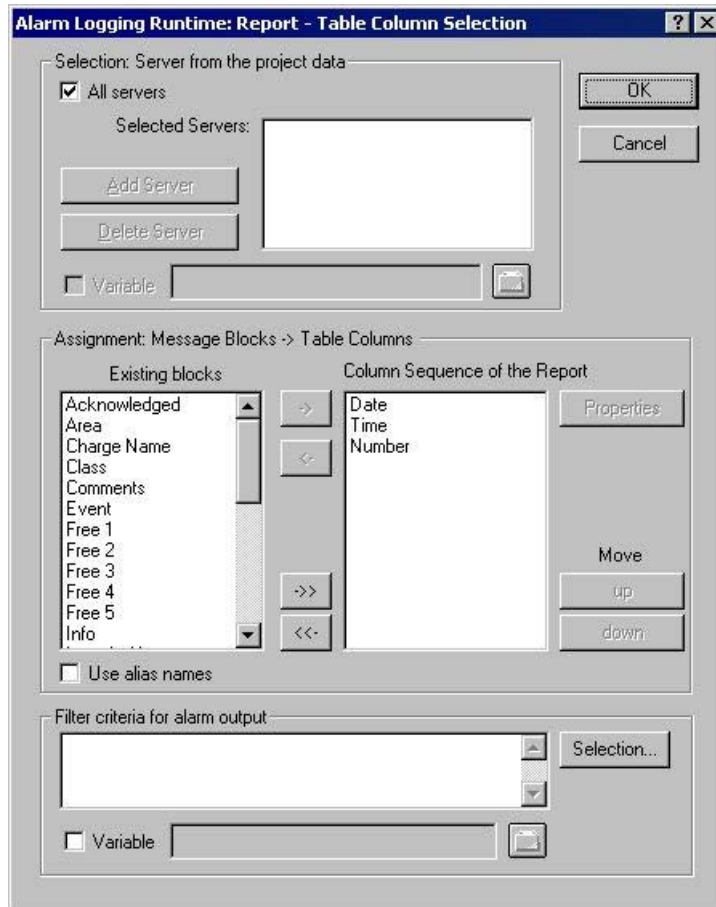 Alarm Logging Runtime: Report - Table Column Selection
Selection: Server from the project data
All servers
OK
Selected Servers:
Cancel
Add Server
Delete Server
Variable
Assignment: Message Blocks -> Table Columns
Existing blocks
Column Sequence of the Report
Acknowledged
Area
Charge Name
Class
Comments
Event
Free 1
Free 2
Free 3
Free 4
Free 5
Info
->
<-
->>
<<-
Date
Time
Number
Properties
Move
up
down
Use alias names
Filter criteria for alarm output
Selection...
Variable